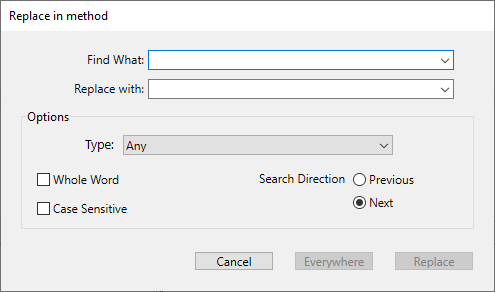 Replace in method
Find What:
Replace with:
Options
Type: Any
Whole Word
Search Direction Previous
Case Sensitive
Next
Cancel Everywhere Replace